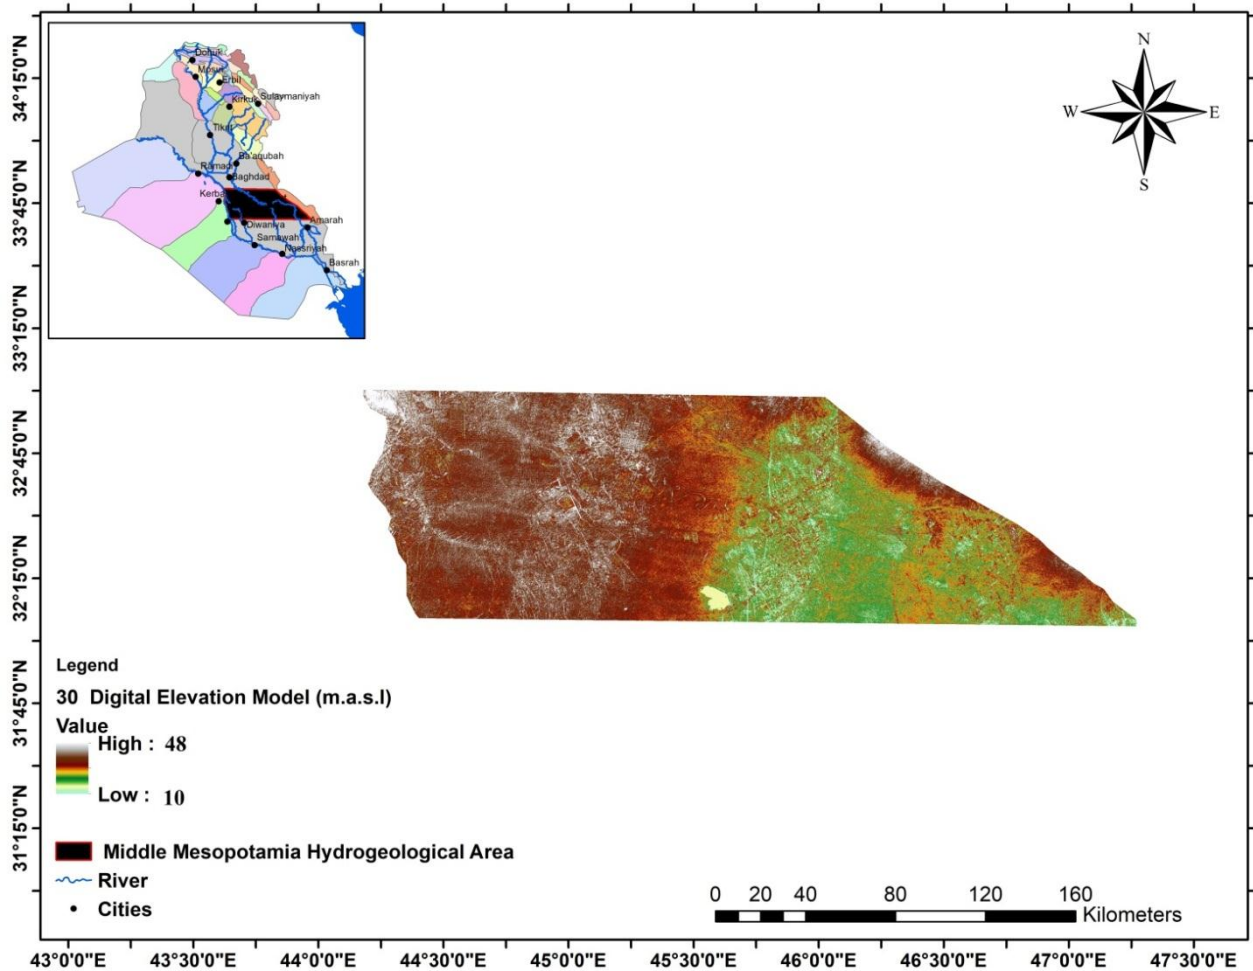 N
W
E
S
Dohuk
Mosul
Erbil
Kirkuk
Sulaymaniyah
Tikrit
Ba'aqubah
Ramadi
Baghdad
Kerba
Diwaniya
Amarah
Samawah
Nassriyah
Basrah
34°15'0"N
33°45'0"N
33°15'0"N
32°45'0"N
32°15'0"N
31°45'0"N
31°15'0"N
Legend
30 Digital Elevation Model (m.a.s.l)
Value
High : 48
Low : 10
Middle Mesopotamia Hydrogeological Area
River
Cities
0 20 40 80 120 160
Kilometers
43°0'0"E 43°30'0"E 44°0'0"E 44°30'0"E 45°0'0"E 45°30'0"E 46°0'0"E 46°30'0"E 47°0'0"E 47°30'0"E